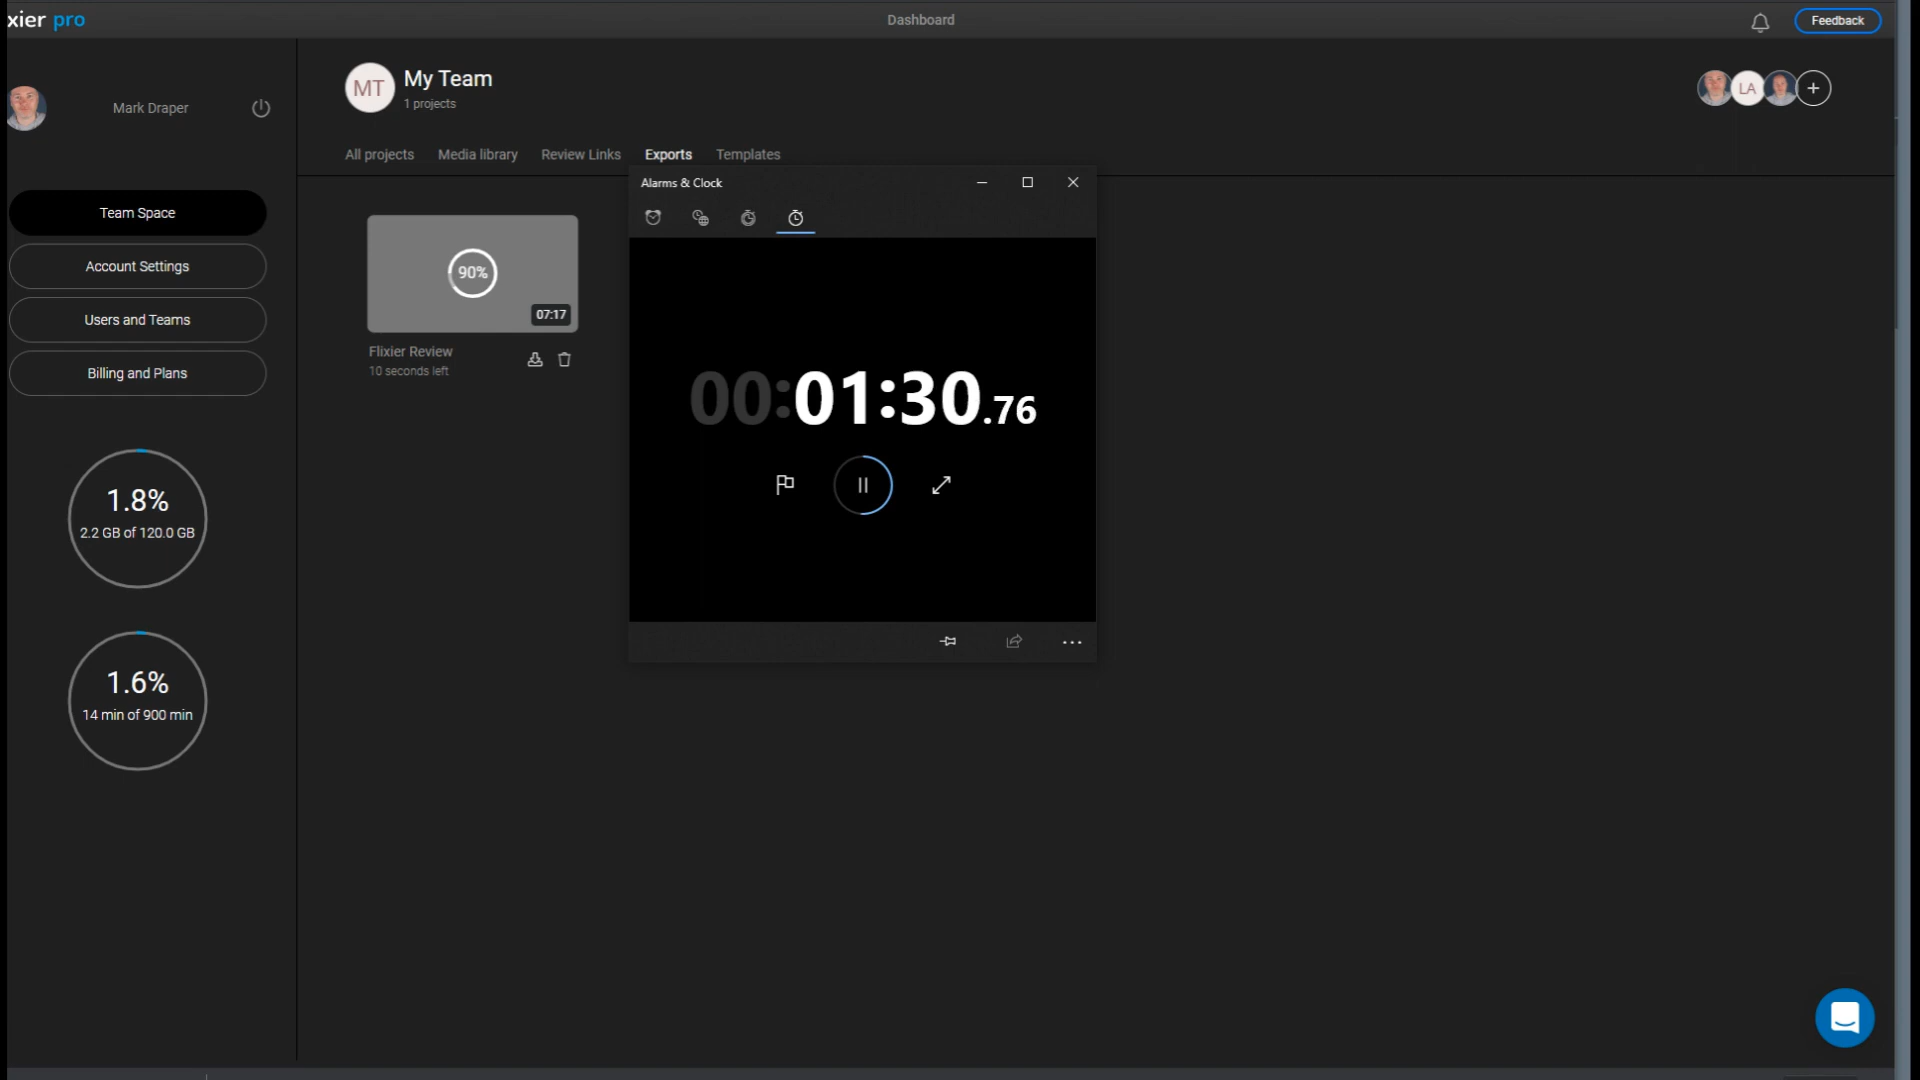 xier pro
Dashboard
Feedback
Mark Draper
MT
My Team
1 projects
LA
+
All projects
Media library
Review Links
Exports
Templates
Team Space
Account Settings
Users and Teams
Billing and Plans
1.8%
2.2 GB of 120.0 GB
1.6%
14 min of 900 min
90%
07:17
Flixier Review
10 seconds left
Alarms & Clock
00:01:30.76